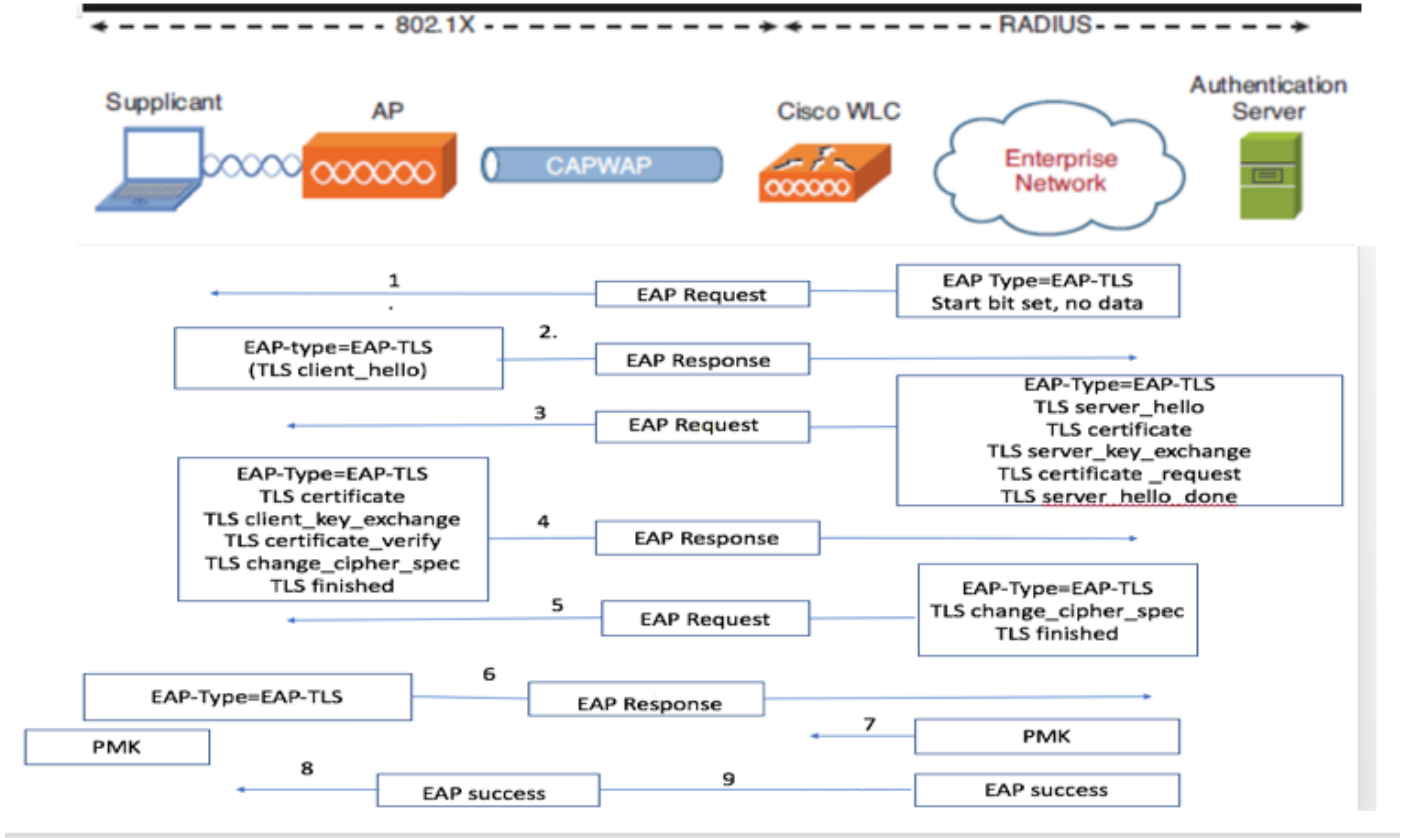 802.1X
RADIUS
Supplicant
AP
Cisco WLC
Authentication
Server
CAPWAP
Enterprise
Network
1
.
EAP Request
EAP Type=EAP-TLS
Start bit set, no data
EAP-type=EAP-TLS
(TLS client_hello)
2.
EAP Response
EAP-Type=EAP-TLS
TLS server_hello
TLS certificate
TLS server_key_exchange
TLS certificate _request
TLS server_hello_done
3
EAP Request
EAP-Type=EAP-TLS
TLS certificate
TLS client_key_exchange
TLS certificate_verify
TLS change_cipher_spec
TLS finished
4
EAP Response
5
EAP Request
EAP-Type=EAP-TLS
TLS change_cipher_spec
TLS finished
EAP-Type=EAP-TLS
6
EAP Response
PMK
7
PMK
8
EAP success
9
EAP success